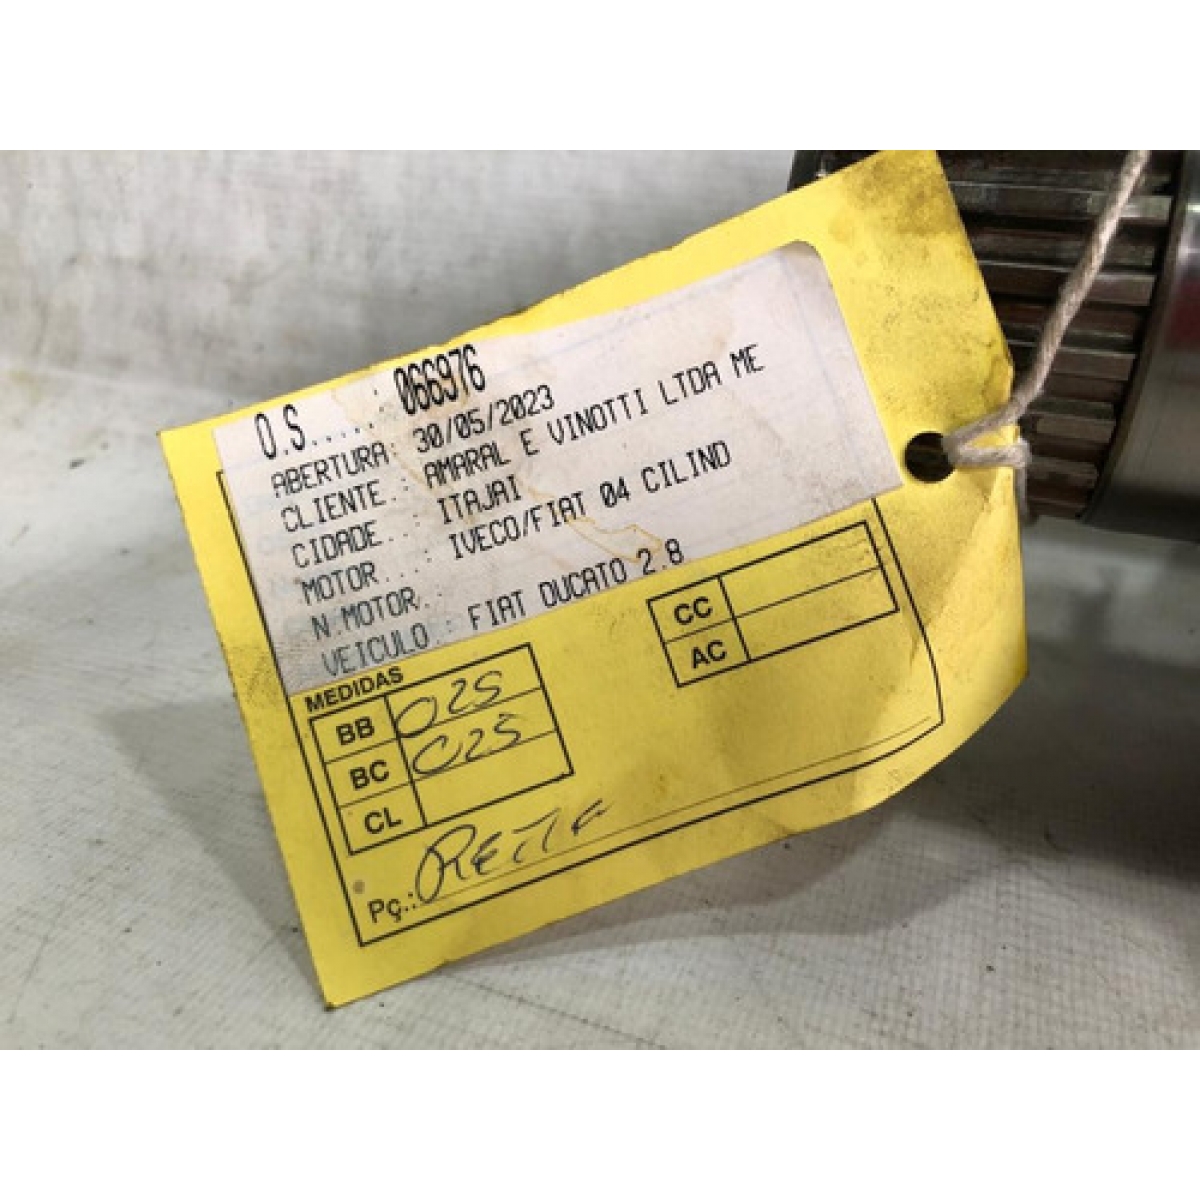 O.S.....: 066976
ABERTURA: 30/05/2023
CLIENTE.: AMARAL E VINOTTI LTDA ME
CIDADE..: ITAJAI
MOTOR...: IVECO/FIAT 04 CILIND
N.MOTOR.:
VEICULO.: FIAT DUCATO 2.8
MEDIDAS
BB 025
BC 025
CL
CC
AC
Pç.: